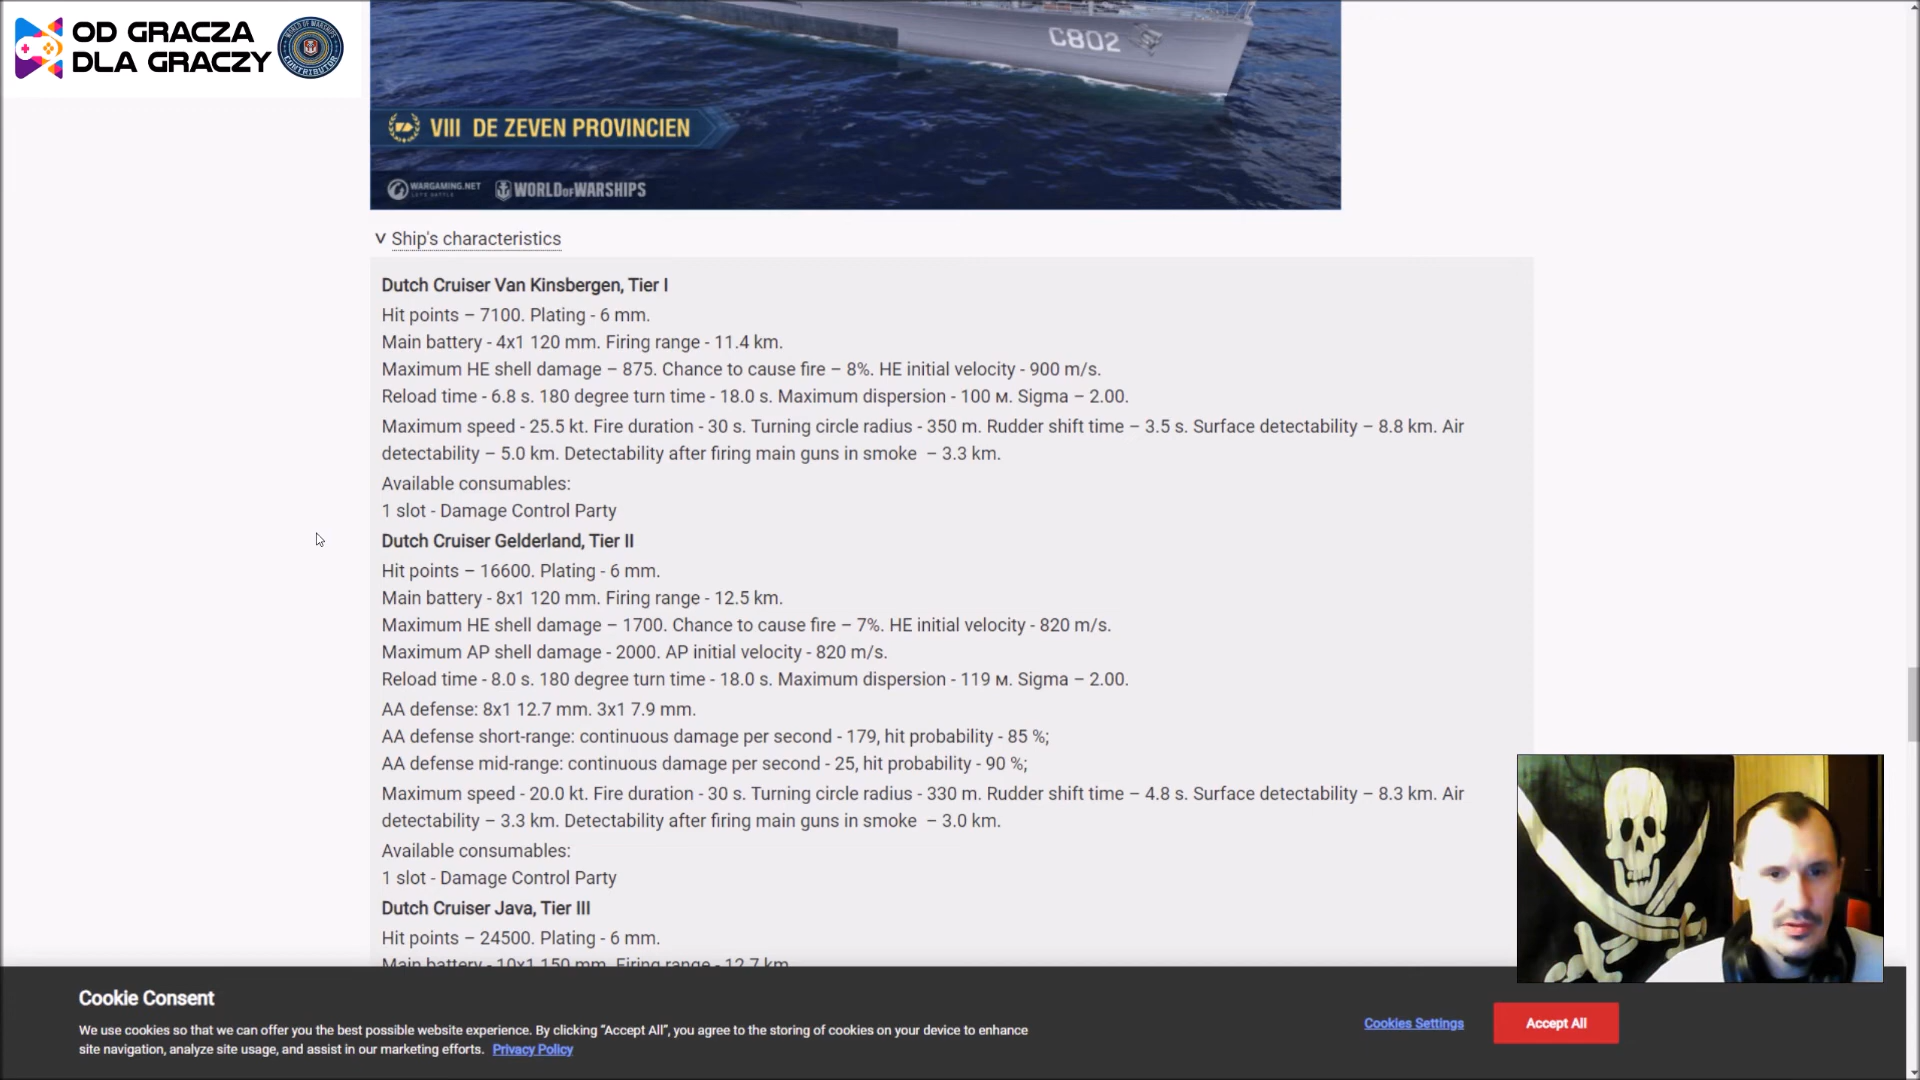 OD GRACZA
DLA GRACZY
WORLD OF WARSHIPS
CONTRIBUTOR
C802
VIII DE ZEVEN PROVINCIEN
WARGAMING.NET
LET'S BATTLE
WORLD OF WARSHIPS
V Ship's characteristics
Dutch Cruiser Van Kinsbergen, Tier I
Hit points – 7100. Plating - 6 mm.
Main battery - 4x1 120 mm. Firing range - 11.4 km.
Maximum HE shell damage – 875. Chance to cause fire – 8%. HE initial velocity - 900 m/s.
Reload time - 6.8 s. 180 degree turn time - 18.0 s. Maximum dispersion - 100 м. Sigma – 2.00.
Maximum speed - 25.5 kt. Fire duration - 30 s. Turning circle radius - 350 m. Rudder shift time – 3.5 s. Surface detectability – 8.8 km. Air
detectability – 5.0 km. Detectability after firing main guns in smoke – 3.3 km.
Available consumables:
1 slot - Damage Control Party
Dutch Cruiser Gelderland, Tier II
Hit points – 16600. Plating - 6 mm.
Main battery - 8x1 120 mm. Firing range - 12.5 km.
Maximum HE shell damage – 1700. Chance to cause fire – 7%. HE initial velocity - 820 m/s.
Maximum AP shell damage - 2000. AP initial velocity - 820 m/s.
Reload time - 8.0 s. 180 degree turn time - 18.0 s. Maximum dispersion - 119 м. Sigma – 2.00.
AA defense: 8x1 12.7 mm. 3x1 7.9 mm.
AA defense short-range: continuous damage per second - 179, hit probability - 85 %;
AA defense mid-range: continuous damage per second - 25, hit probability - 90 %;
Maximum speed - 20.0 kt. Fire duration - 30 s. Turning circle radius - 330 m. Rudder shift time – 4.8 s. Surface detectability – 8.3 km. Air
detectability – 3.3 km. Detectability after firing main guns in smoke – 3.0 km.
Available consumables:
1 slot - Damage Control Party
Dutch Cruiser Java, Tier III
Hit points – 24500. Plating - 6 mm.
Main battery - 10x1 150 mm. Firing range - 12.7 km.
Cookie Consent
We use cookies so that we can offer you the best possible website experience. By clicking “Accept All”, you agree to the storing of cookies on your device to enhance
site navigation, analyze site usage, and assist in our marketing efforts. Privacy Policy
Cookies Settings
Accept All